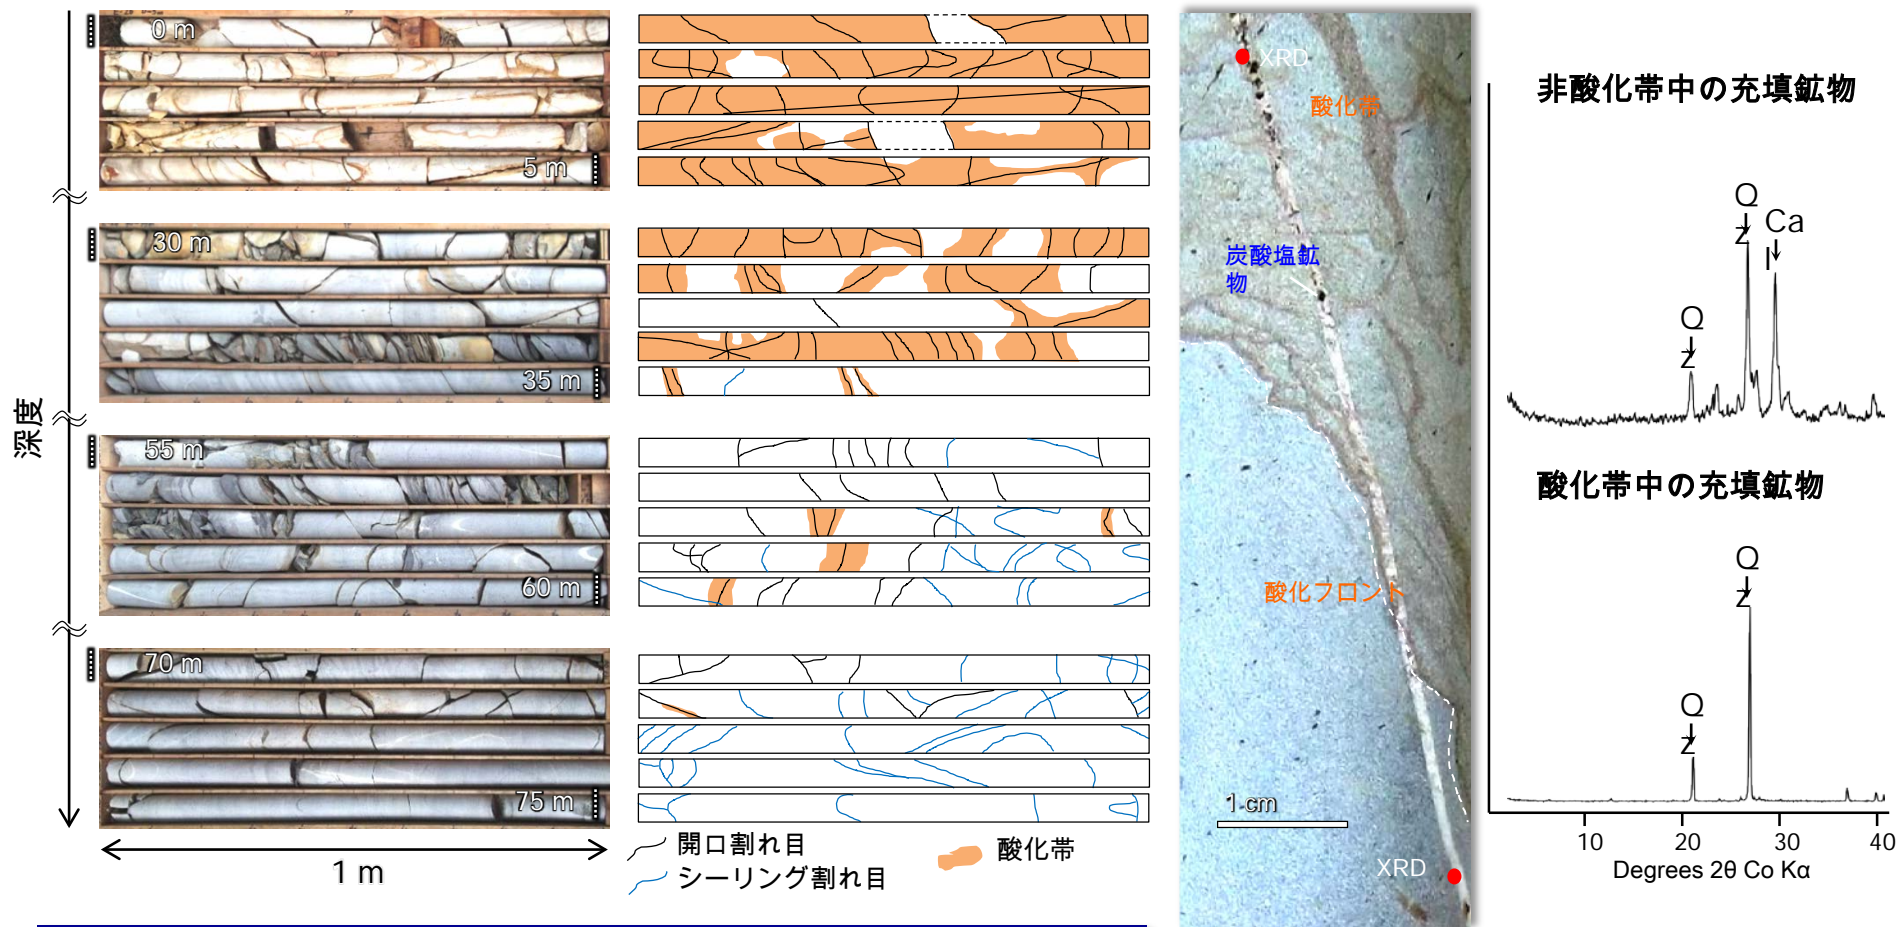 深度
0 m
5 m
30 m
35 m
55 m
60 m
70 m
75 m
1 m
開口割れ目
シーリング割れ目
酸化帯
XRD
酸化帯
炭酸塩鉱
物
酸化フロント
1 cm
XRD
非酸化帯中の充填鉱物
Q
z
Ca
l
Q
z
酸化帯中の充填鉱物
Q
z
Q
z
10 20 30 40
Degrees 2θ Co Kα